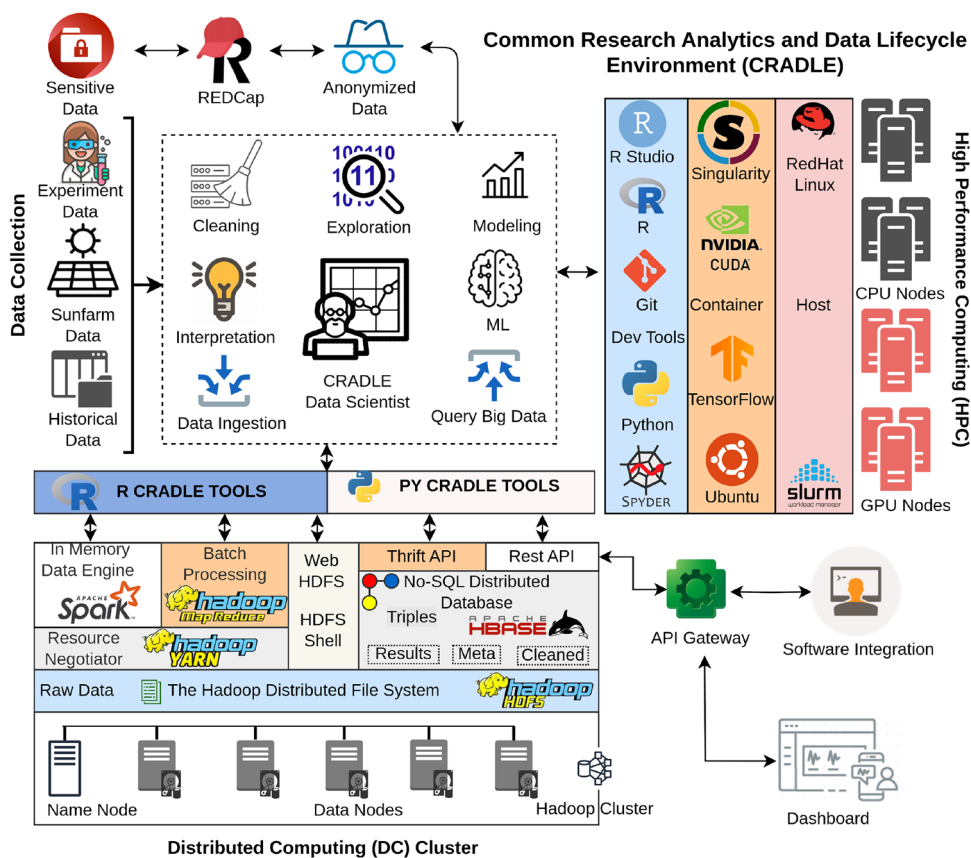 Common Research Analytics and Data Lifecycle
Environment (CRADLE)
Sensitive
Data
REDCap
Anonymized
Data
Data Collection
Experiment
Data
Sunfarm
Data
Historical
Data
Cleaning
100110
1010
11
1010
Exploration
Modeling
Interpretation
CRADLE
Data Scientist
ML
Data Ingestion
Query Big Data
R
R Studio
R
Git
Dev Tools
Python
SPYDER
S
Singularity
NVIDIA.
CUDA
Container
TensorFlow
Ubuntu
RedHat
Linux
Host
slurm
workload manager
CPU Nodes
GPU Nodes
High Performance Computing (HPC)
R CRADLE TOOLS
PY CRADLE TOOLS
In Memory
Data Engine
APACHE
Spark
Batch
Processing
hadoop
Map Reduce
Web
HDFS
HDFS
Shell
Thrift API
Rest API
No-SQL Distributed
Database
Triples
APACHE
HBASE
Results
Meta
Cleaned
Resource
Negotiator
hadoop
YARN
Raw Data
The Hadoop Distributed File System
hadoop
HDFS
Name Node
Data Nodes
Hadoop Cluster
Distributed Computing (DC) Cluster
API Gateway
Software Integration
Dashboard